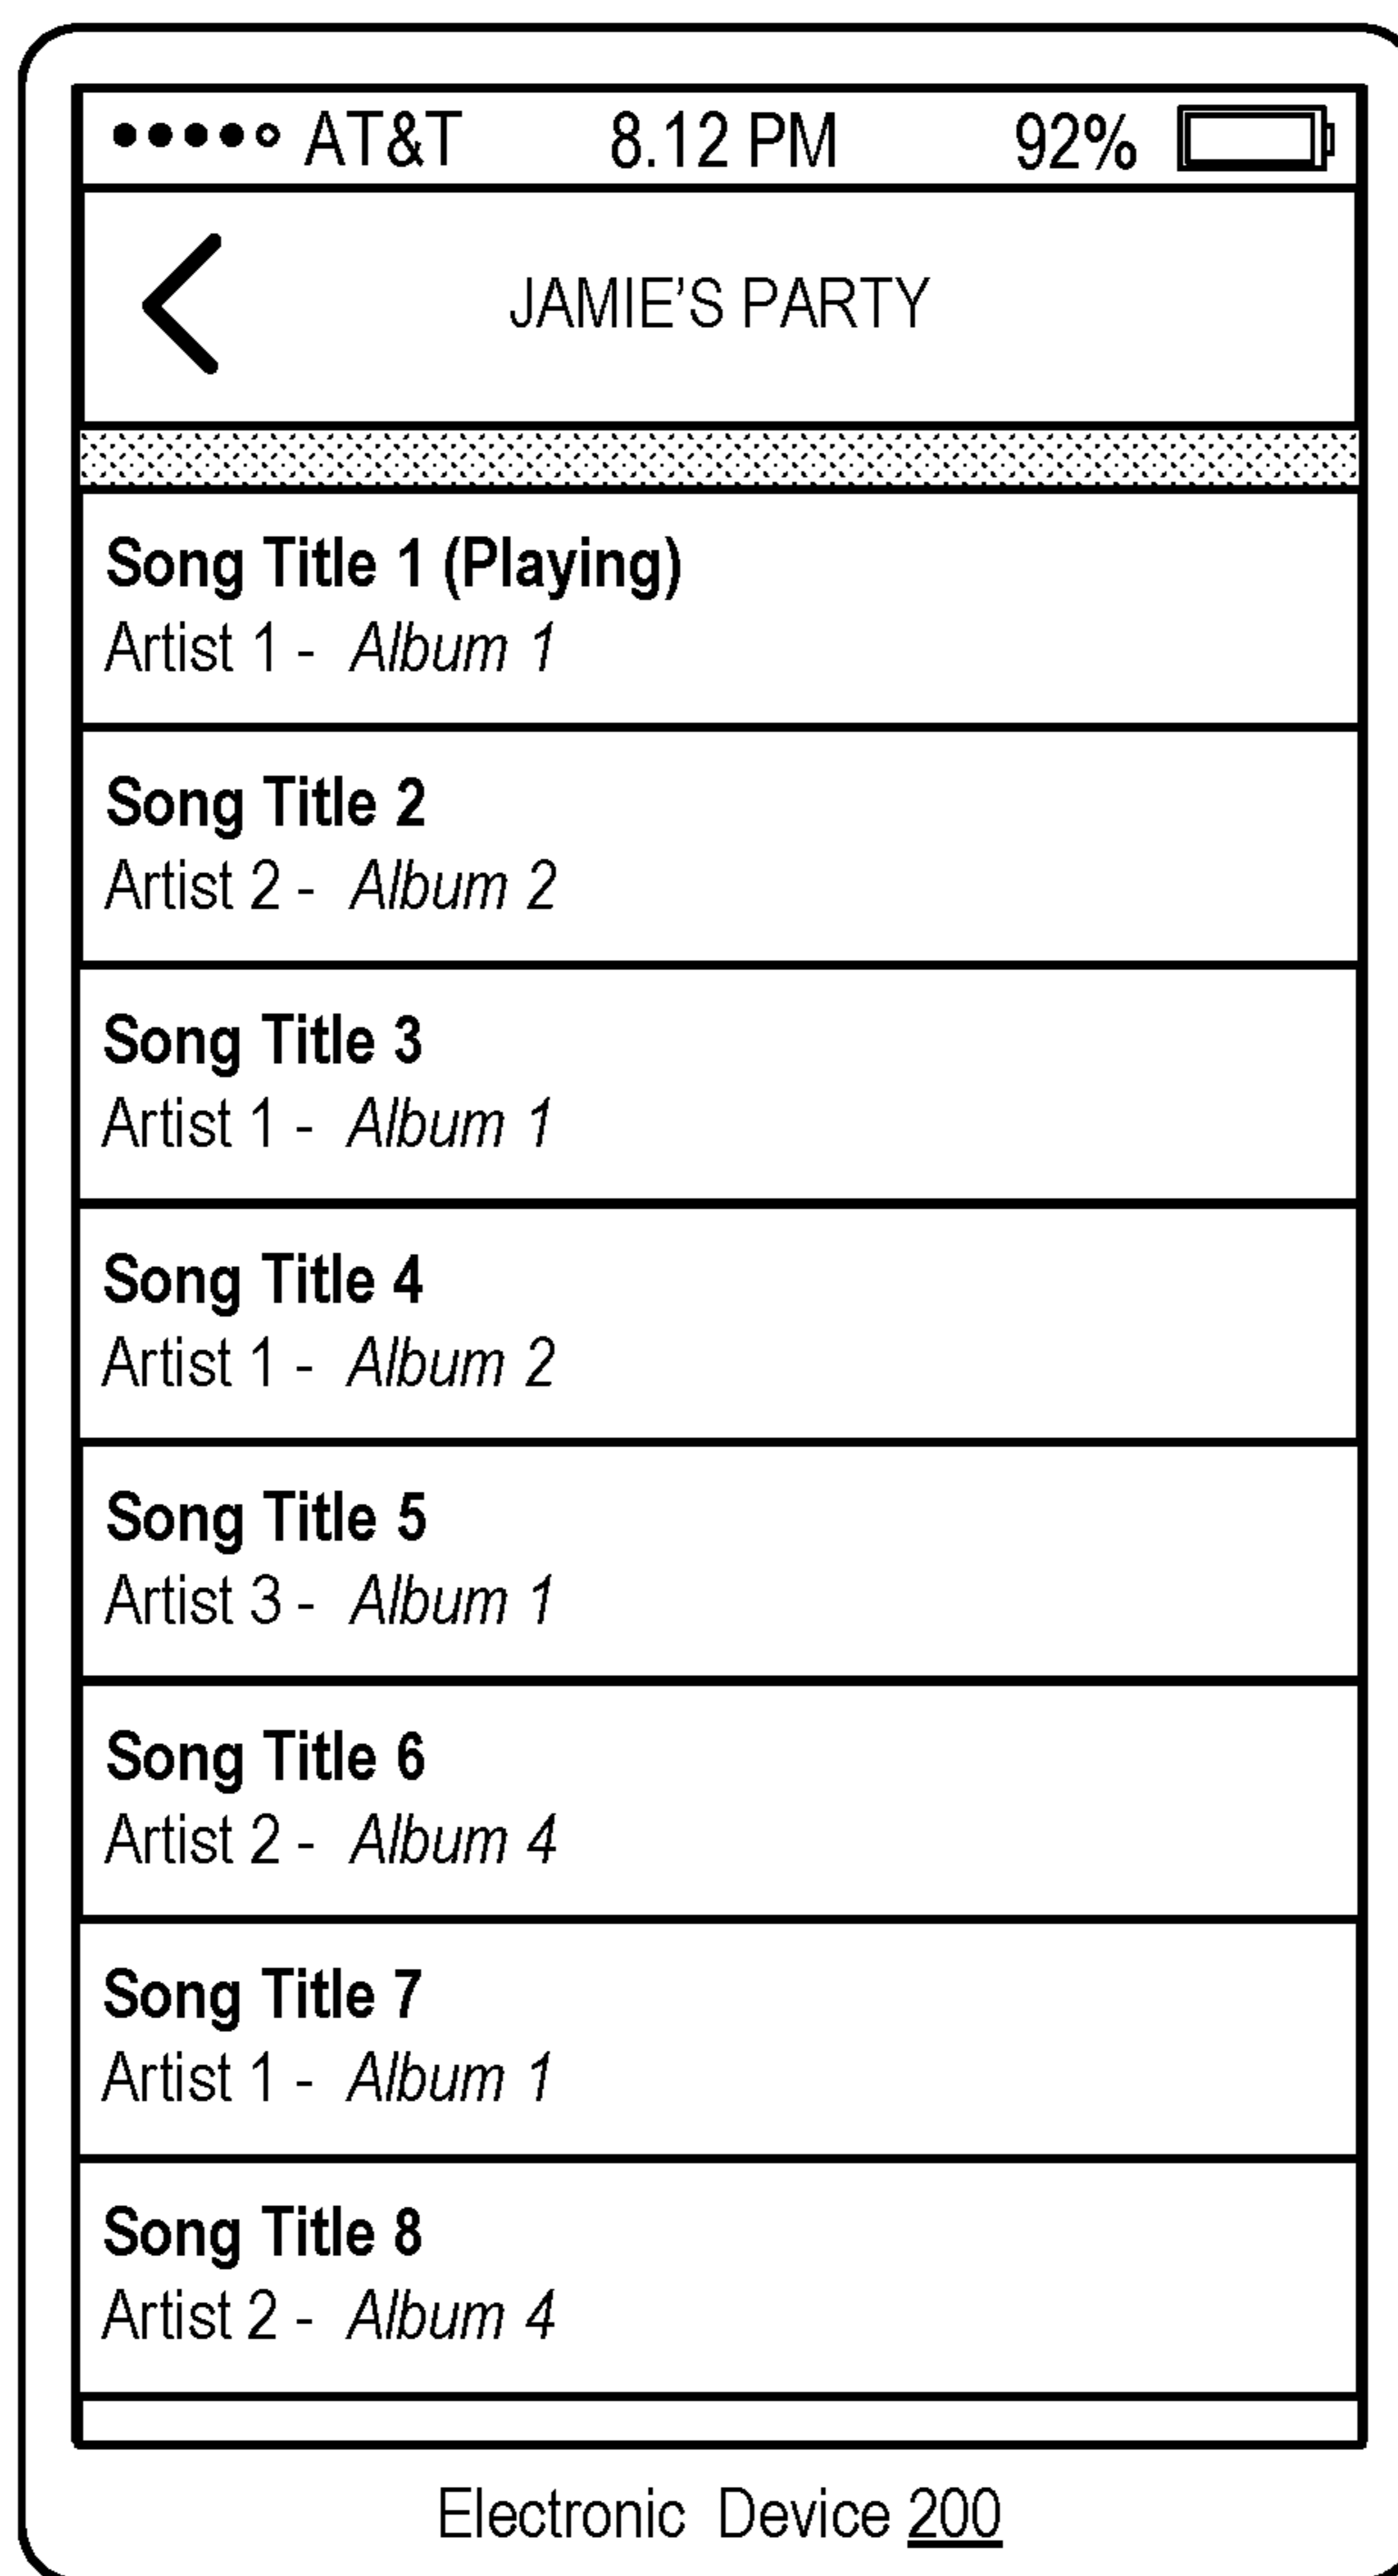 AT&T 8.12 PM 92%
JAMIE'S PARTY
Song Title 1 (Playing)
Artist 1 - Album 1
Song Title 2
Artist 2 - Album 2
Song Title 3
Artist 1 - Album 1
Song Title 4
Artist 1 - Album 2
Song Title 5
Artist 3 - Album 1
Song Title 6
Artist 2 - Album 4
Song Title 7
Artist 1 - Album 1
Song Title 8
Artist 2 - Album 4
Electronic Device 200